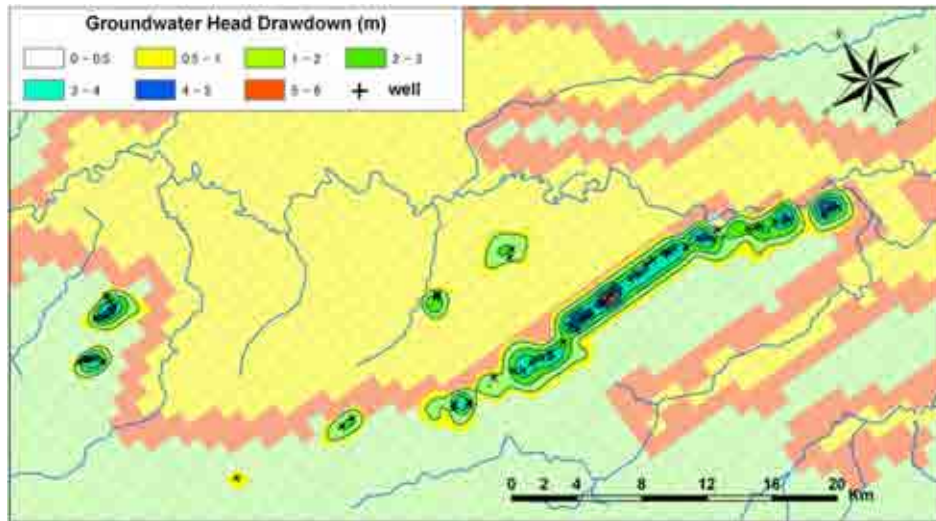 Groundwater Head Drawdown (m)
0 - 0.5 0.5 - 1 1 - 2 2 - 3
3 - 4 4 - 5 5 - 6 well
0 2 4 8 12 16 20
Km